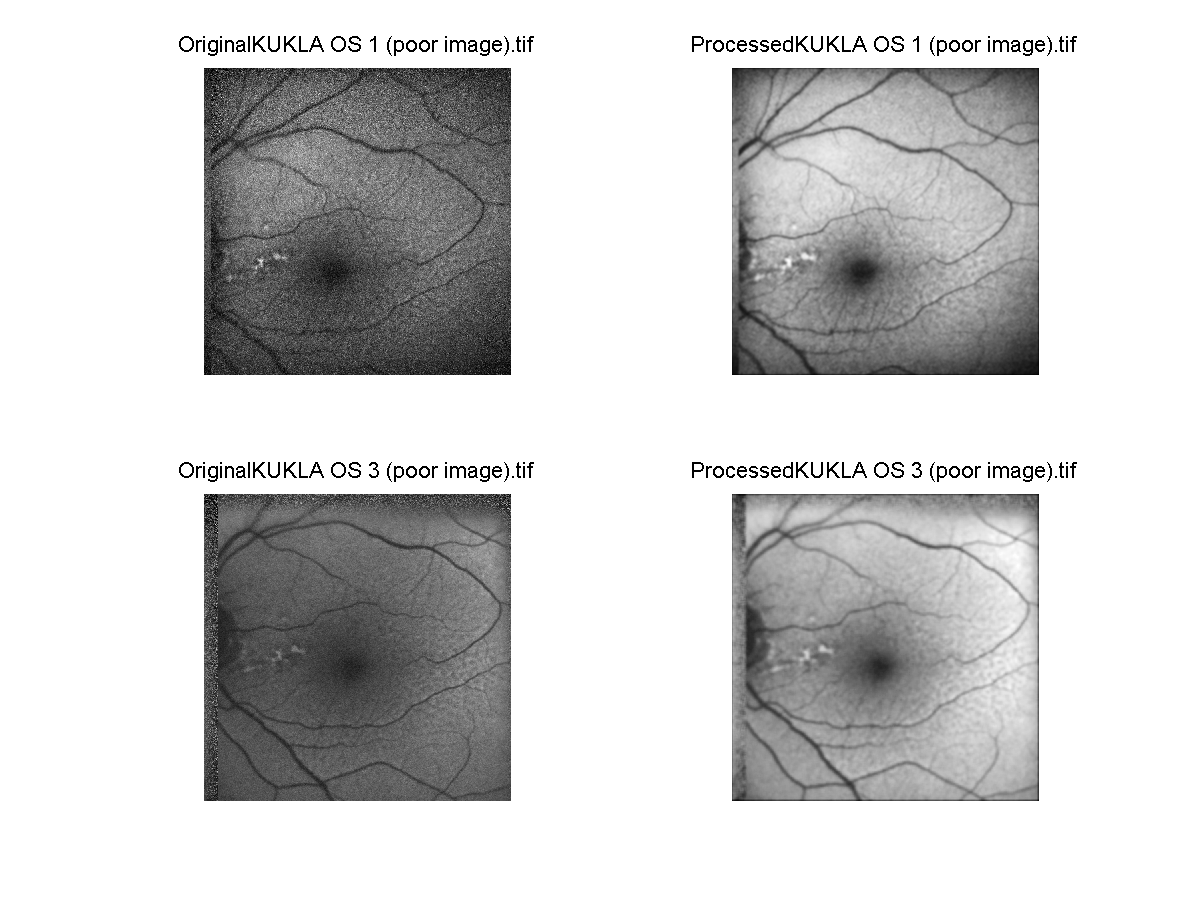 OriginalKUKLA OS 1 (poor image).tif
ProcessedKUKLA OS 1 (poor image).tif
OriginalKUKLA OS 3 (poor image).tif
ProcessedKUKLA OS 3 (poor image).tif